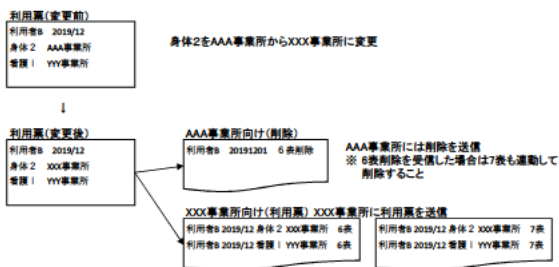 利用票(変更前)
利用者B 2019/12
身体2 AAA事業所
看護Ⅰ YYY事業所
身体2をAAA事業所からXXX事業所に変更
↓
利用票(変更後)
利用者B 2019/12
身体2 XXX事業所
看護Ⅰ YYY事業所
AAA事業所向け(削除)
利用者B 20191201 6表削除
AAA事業所には削除を送信
※ 6表削除を受信した場合は7表も連動して
削除すること
XXX事業所向け(利用票) XXX事業所に利用票を送信
利用者B 2019/12 身体2 XXX事業所 6表
利用者B 2019/12 看護Ⅰ YYY事業所 6表
利用者B 2019/12 身体2 XXX事業所 7表
利用者B 2019/12 看護Ⅰ YYY事業所 7表